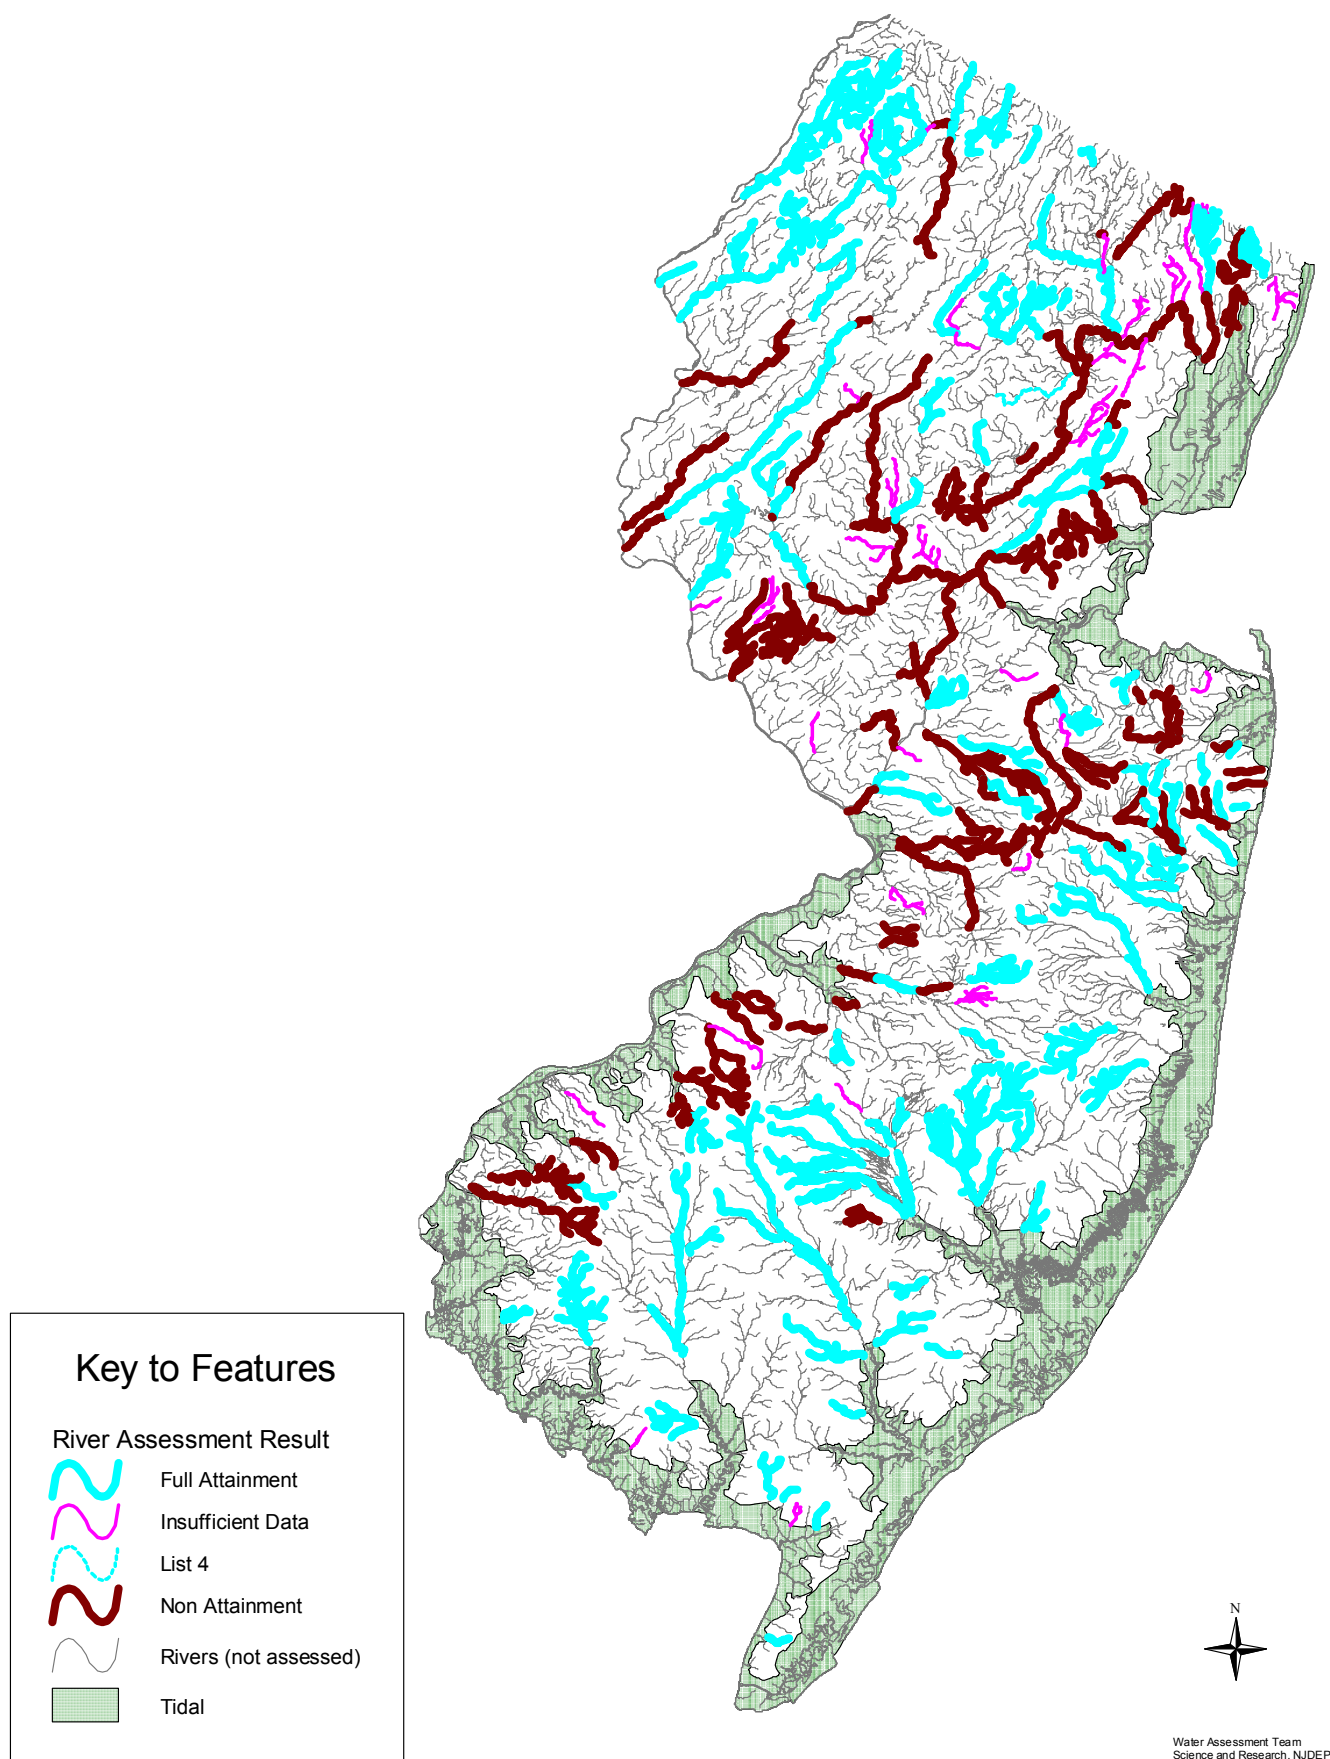 Key to Features
River Assessment Result
Full Attainment
Insufficient Data
List 4
Non Attainment
Rivers (not assessed)
Tidal
N
Water Assessment Team
Science and Research, NJDEP